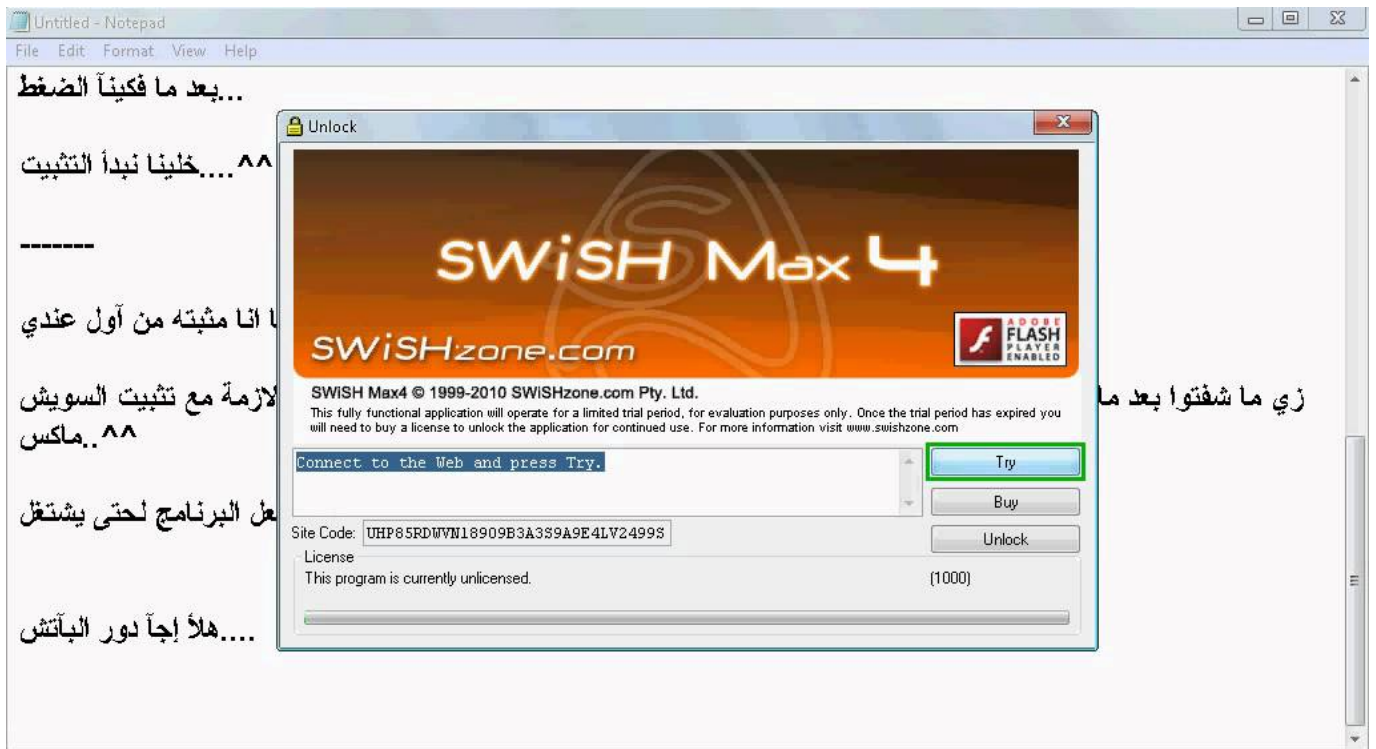 Untitled - Notepad
File Edit Format View Help
بعد ما فكينآ الضغط...
خلينا نبدأ التثبيت....^^
-------
انا مثبته من آول عندي
زي ما شفتوا بعد ما
لازمة مع تثبيت السويش
ماكس..^^
البرنامج لحتى يشتغل
هلأ إجآ دور البآتش....
Unlock
SWiSH Max 4
SWiSHzone.com
ADOBE
FLASH
PLAYER
ENABLED
SWiSH Max4 © 1999-2010 SWiSHzone.com Pty. Ltd.
This fully functional application will operate for a limited trial period, for evaluation purposes only. Once the trial period has expired you
will need to buy a license to unlock the application for continued use. For more information visit www.swishzone.com
Connect to the Web and press Try.
Try
Buy
Site Code: UHP85RDWVN18909B3A3S9A9E4LV2499S
Unlock
License
This program is currently unlicensed.
(1000)